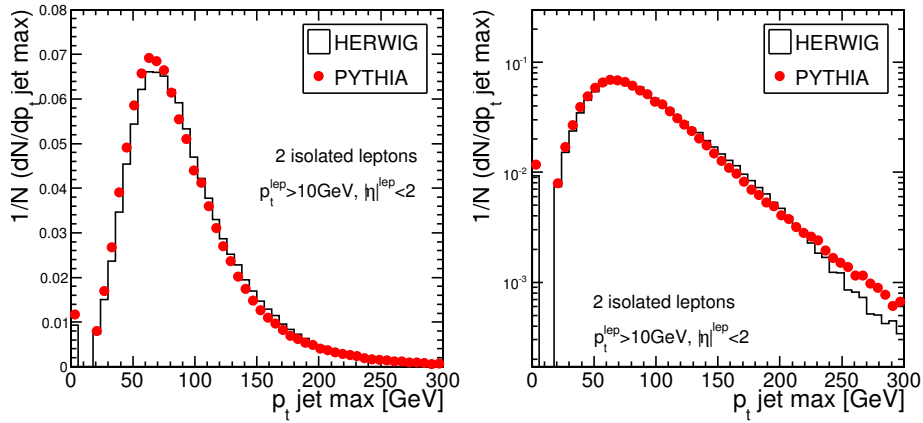 1/N (dN/dp_t jet max)
0.08
0.07
0.06
0.05
0.04
0.03
0.02
0.01
0.00
HERWIG
PYTHIA
2 isolated leptons
p_t^lep>10GeV, |η|^lep<2
0 50 100 150 200 250 300
p_t jet max [GeV]
1/N (dN/dp_t jet max)
10^-1
10^-2
10^-3
HERWIG
PYTHIA
2 isolated leptons
p_t^lep>10GeV, |η|^lep<2
0 50 100 150 200 250 300
p_t jet max [GeV]